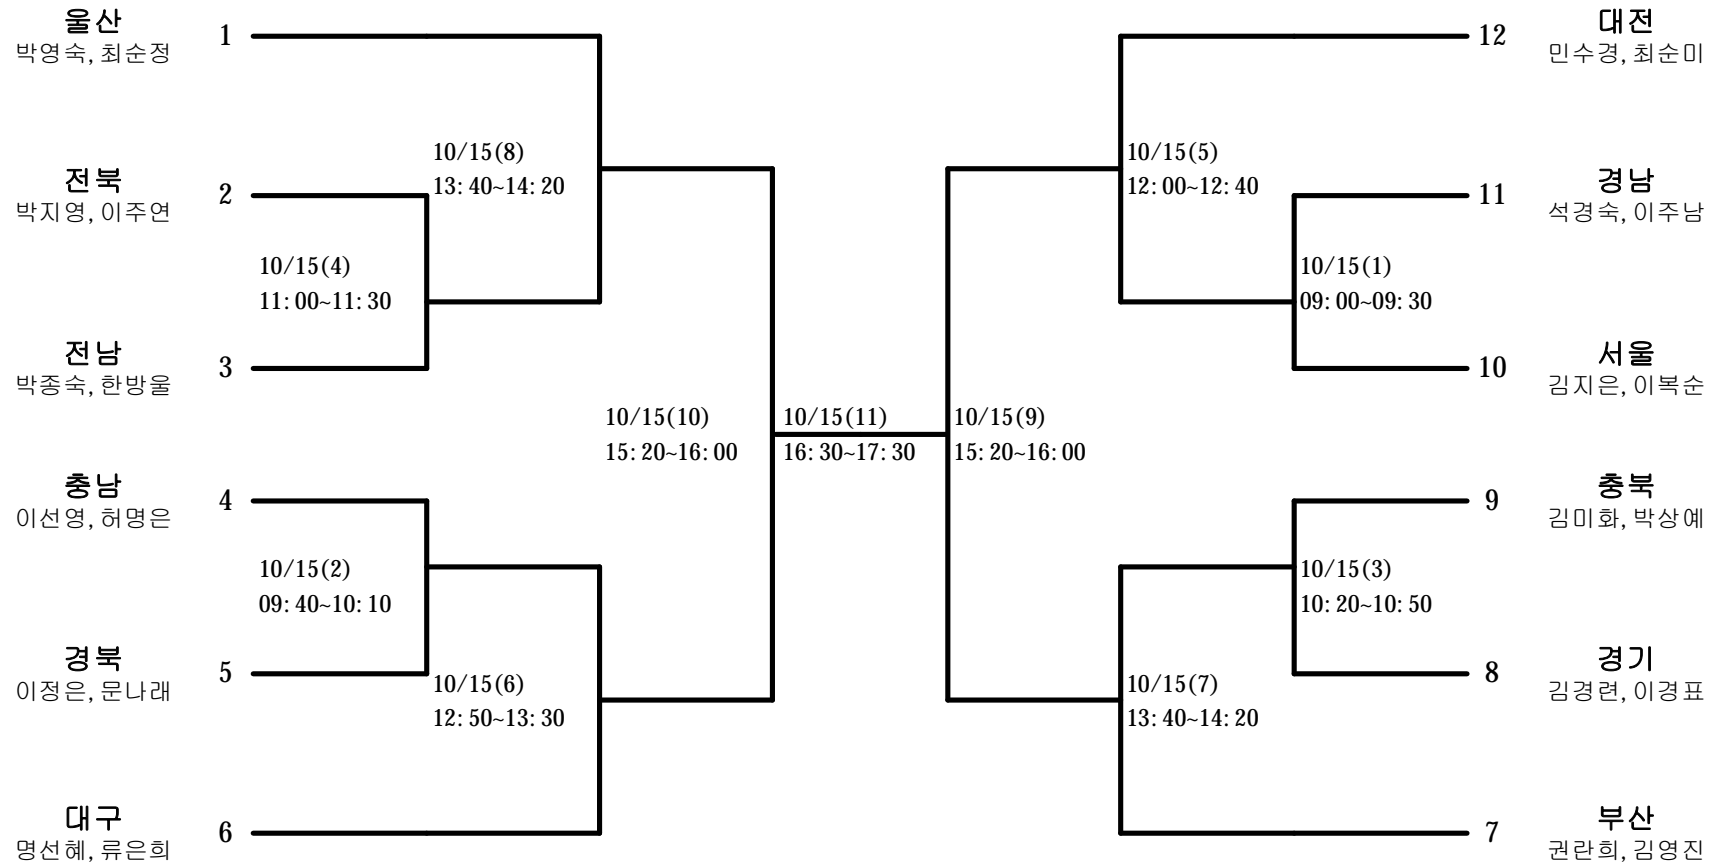 울산
박영숙, 최순정
1
전북
박지영, 이주연
2
10/15(8)
13:40~14:20
10/15(4)
11:00~11:30
전남
박종숙, 한방울
3
10/15(10)
15:20~16:00
충남
이선영, 허명은
4
10/15(2)
09:40~10:10
경북
이정은, 문나래
5
10/15(6)
12:50~13:30
대구
명선혜, 류은희
6
10/15(11)
16:30~17:30
12
대전
민수경, 최순미
10/15(5)
12:00~12:40
11
경남
석경숙, 이주남
10/15(1)
09:00~09:30
10
서울
김지은, 이복순
10/15(9)
15:20~16:00
9
충북
김미화, 박상예
10/15(3)
10:20~10:50
8
경기
김경련, 이경표
10/15(7)
13:40~14:20
7
부산
권란희, 김영진